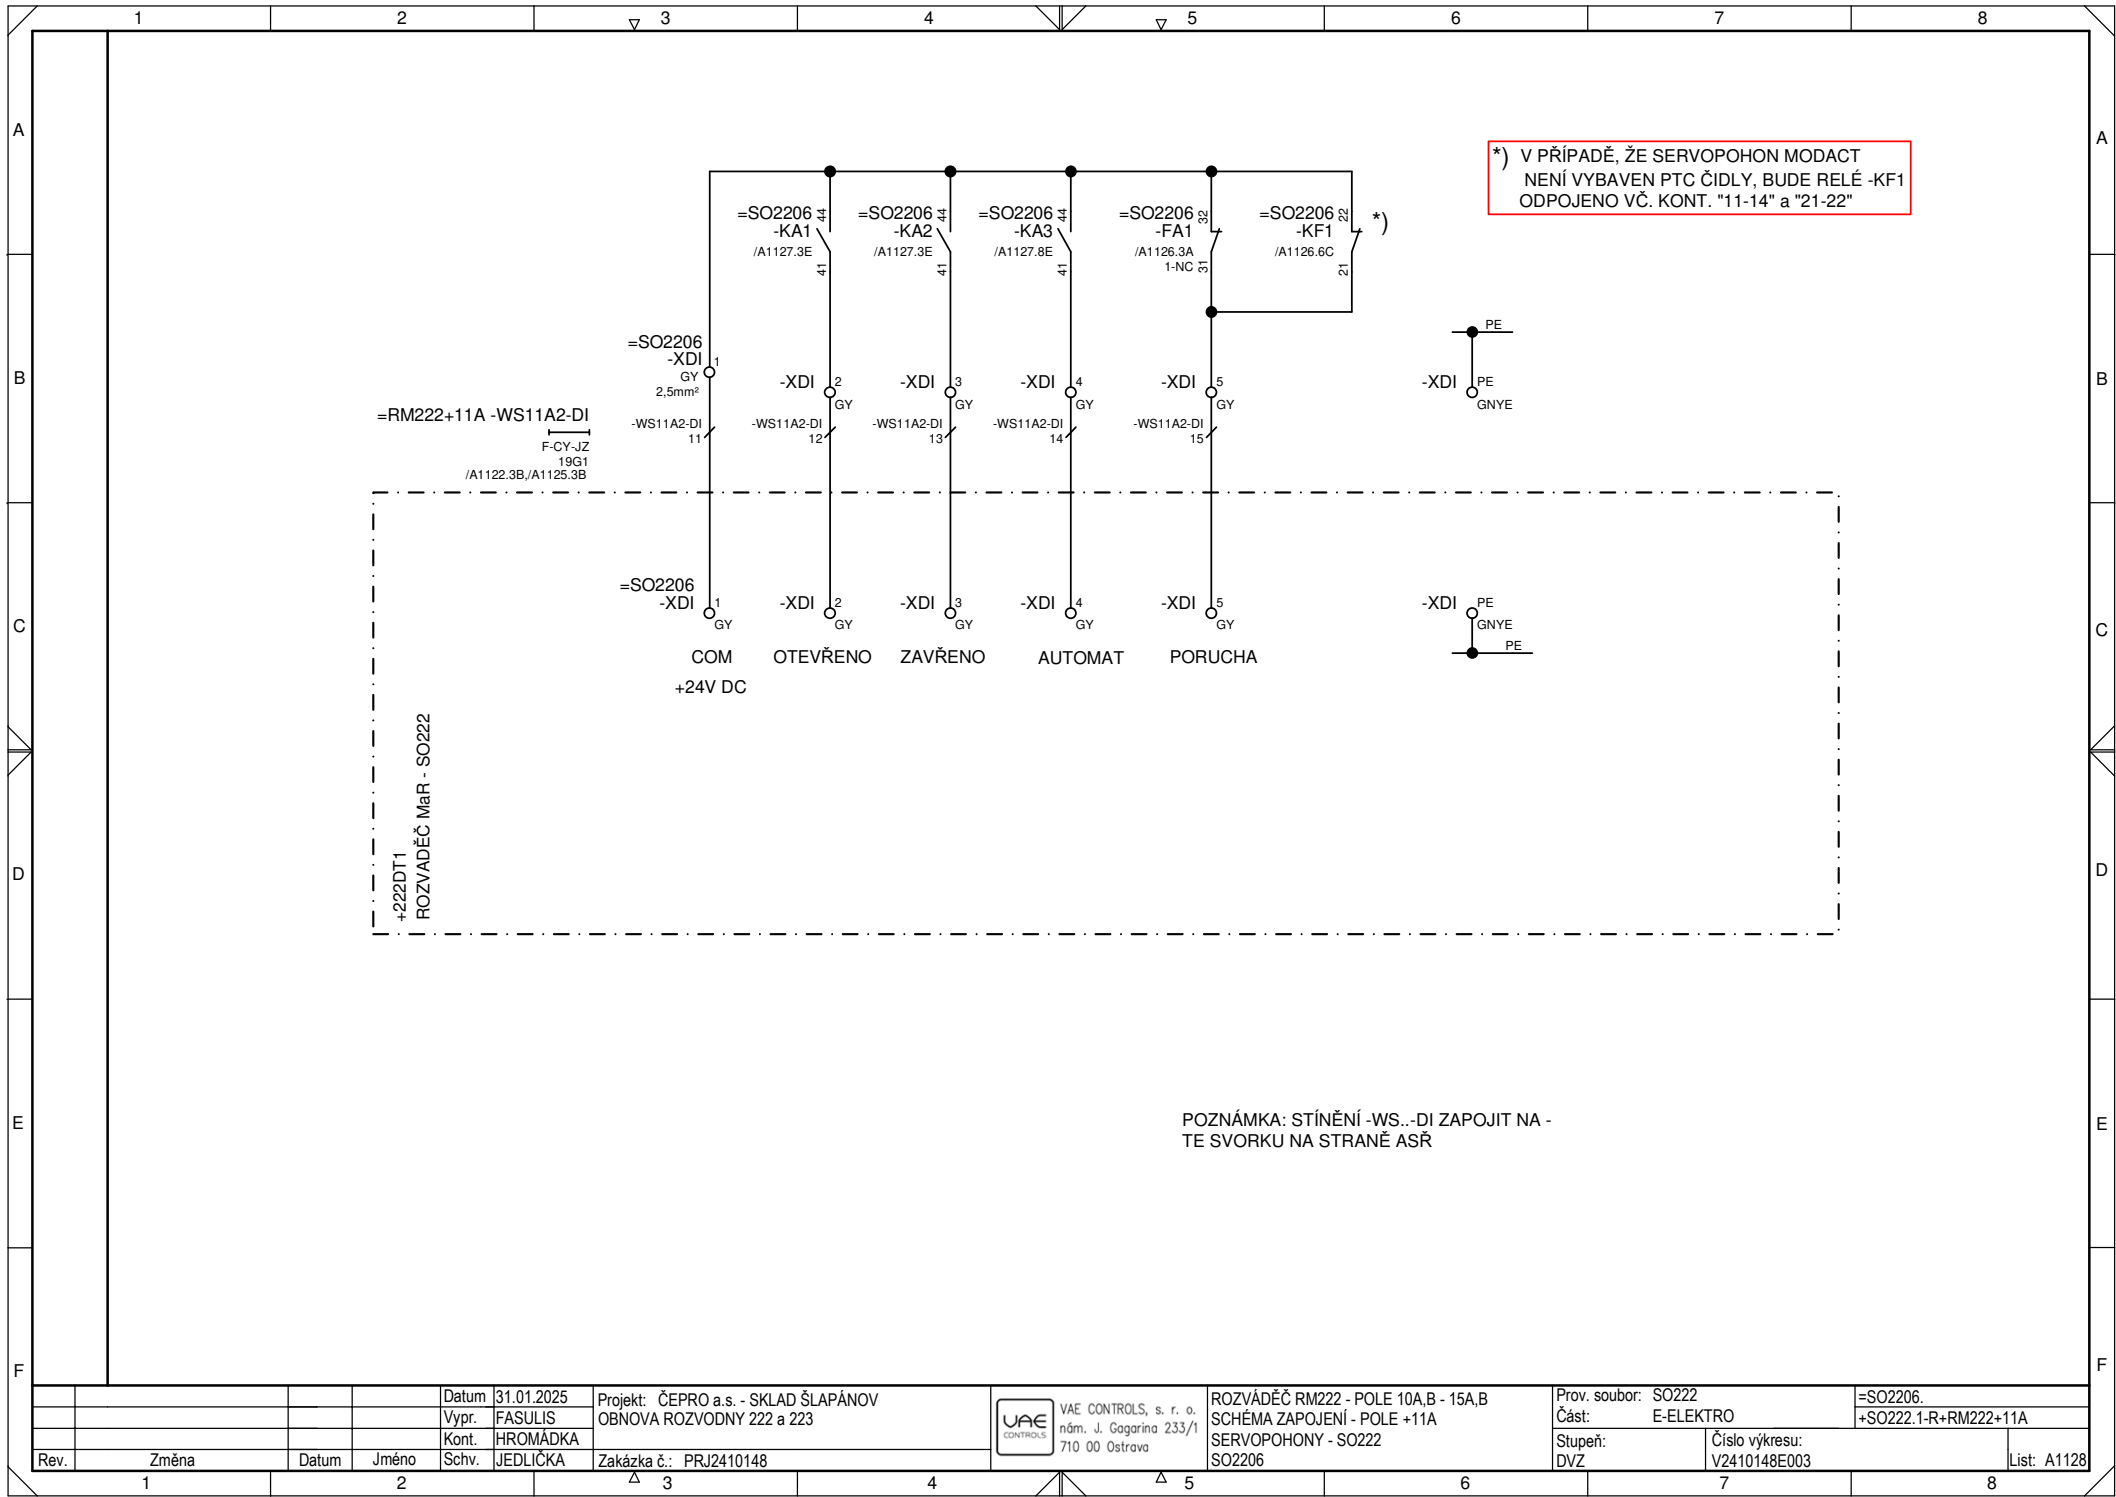 1 2 3 4 5 6 7 8
A A
*) V PŘÍPADĚ, ŽE SERVOPOHON MODACT
NENÍ VYBAVEN PTC ČIDLY, BUDE RELÉ -KF1
ODPOJENO VČ. KONT. "11-14" a "21-22"
=SO2206 44 =SO2206 44 =SO2206 44 =SO2206 32 =SO2206 22 *)
-KA1 -KA2 -KA3 -FA1 -KF1
/A1127.3E /A1127.3E /A1127.8E /A1126.3A /A1126.6C
41 41 41 1-NC 31 21
PE
=SO2206
-XDI 1
GY
2,5mm²
-XDI 2 -XDI 3 -XDI 4 -XDI 5 -XDI PE
GY GY GY GY GNYE
B B
=RM222+11A -WS11A2-DI
-WS11A2-DI -WS11A2-DI -WS11A2-DI -WS11A2-DI -WS11A2-DI
11 12 13 14 15
F-CY-JZ
19G1
/A1122.3B,/A1125.3B
=SO2206
-XDI 1 -XDI 2 -XDI 3 -XDI 4 -XDI 5 -XDI PE
GY GY GY GY GY GNYE
C C
PE
COM OTEVŘENO ZAVŘENO AUTOMAT PORUCHA
+24V DC
+222DT1
ROZVADĚČ MaR - SO222
D D
POZNÁMKA: STÍNĚNÍ -WS..-DI ZAPOJIT NA -
TE SVORKU NA STRANĚ ASŘ
E E
F F
Datum 31.01.2025
Vypr. FASULIS
Kont. HROMÁDKA
Rev. Změna Datum Jméno Schv. JEDLIČKA
Projekt: ČEPRO a.s. - SKLAD ŠLAPÁNOV
OBNOVA ROZVODNY 222 a 223
Zakázka č.: PRJ2410148
VAE
CONTROLS
VAE CONTROLS, s. r. o.
nám. J. Gagarina 233/1
710 00 Ostrava
ROZVÁDĚČ RM222 - POLE 10A,B - 15A,B
SCHÉMA ZAPOJENÍ - POLE +11A
SERVOPOHONY - SO222
SO2206
Prov. soubor: SO222
Část: E-ELEKTRO
Stupeň:
DVZ
=SO2206.
+SO222.1-R+RM222+11A
Číslo výkresu:
V2410148E003
List: A1128
1 2 3 4 5 6 7 8